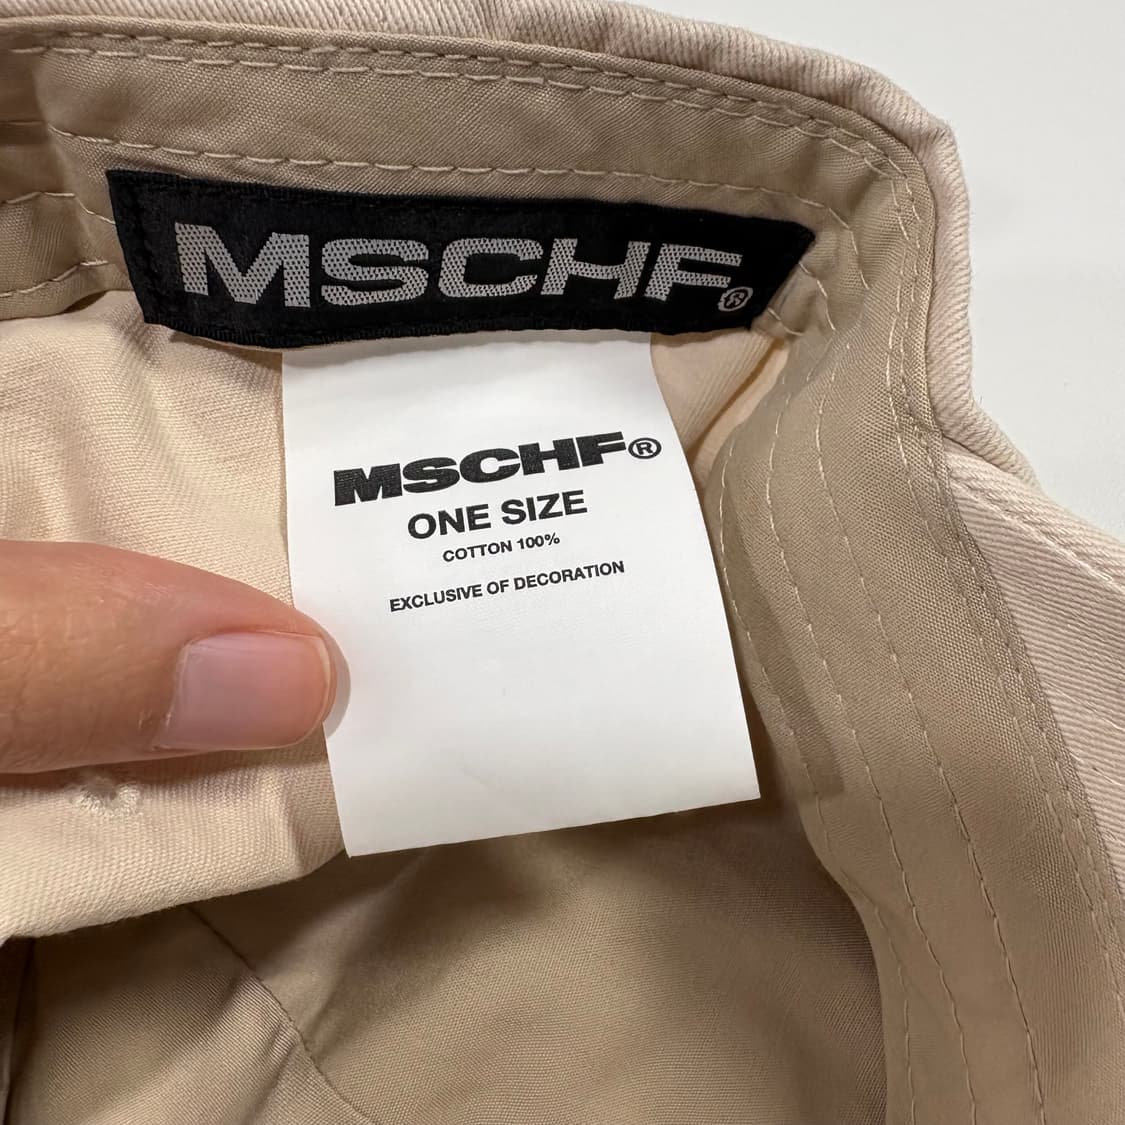 MSCHF®
MSCHF®
ONE SIZE
COTTON 100%
EXCLUSIVE OF DECORATION